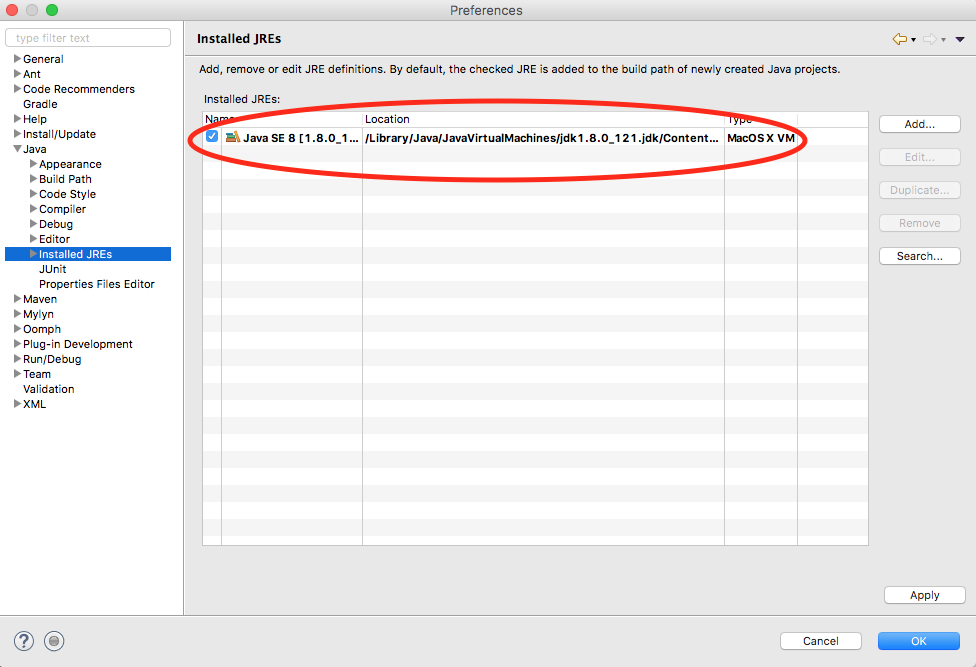 Preferences
type filter text
General
Ant
Code Recommenders
Gradle
Help
Install/Update
Java
Appearance
Build Path
Code Style
Compiler
Debug
Editor
Installed JREs
JUnit
Properties Files Editor
Maven
Mylyn
Oomph
Plug-in Development
Run/Debug
Team
Validation
XML
Installed JREs
Add, remove or edit JRE definitions. By default, the checked JRE is added to the build path of newly created Java projects.
Installed JREs:
Name Location Type
Java SE 8 [1.8.0_1... /Library/Java/JavaVirtualMachines/jdk1.8.0_121.jdk/Content... MacOS X VM
Add...
Edit...
Duplicate...
Remove
Search...
Apply
?
Cancel
OK